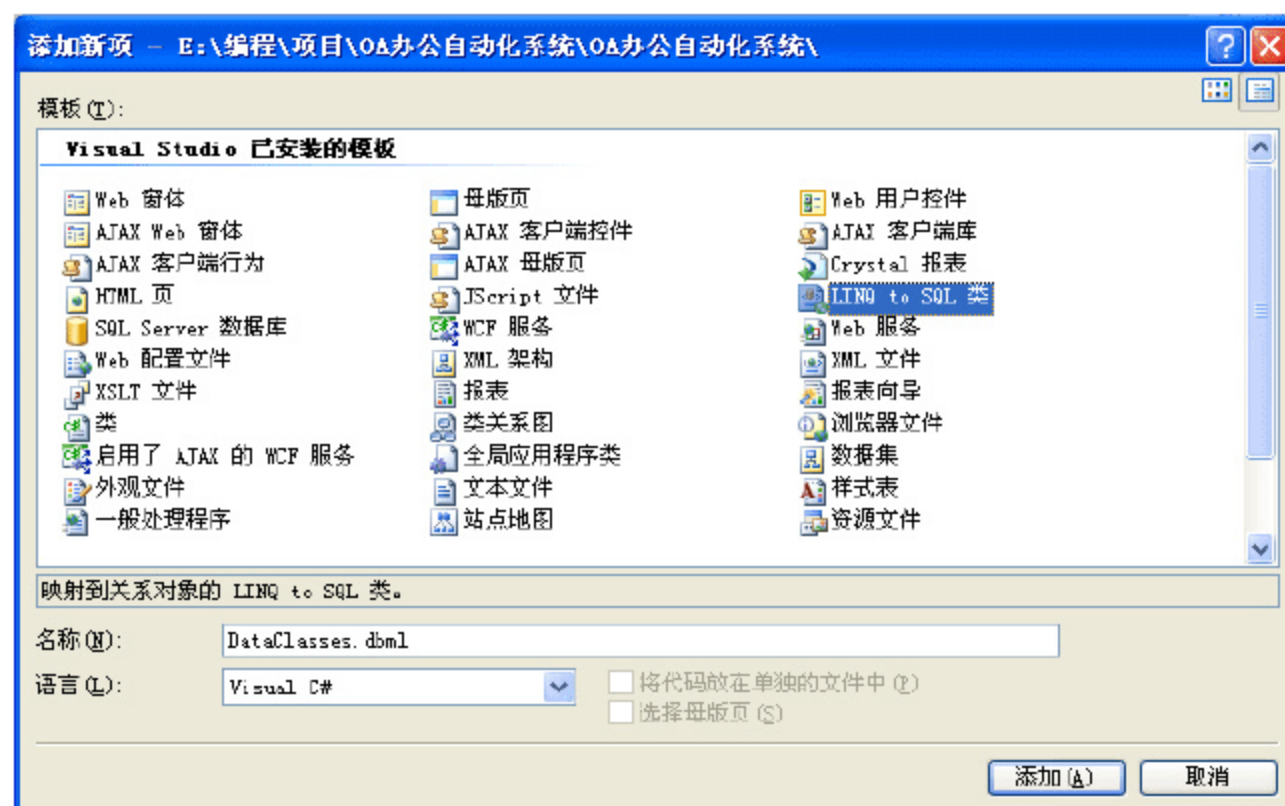 添加新项 - E:\编程\项目\OA办公自动化系统\OA办公自动化系统\
模板(T):
Visual Studio 已安装的模板
Web 窗体 母版页 Web 用户控件
AJAX Web 窗体 AJAX 客户端控件 AJAX 客户端库
AJAX 客户端行为 AJAX 母版页 Crystal 报表
HTML 页 JScript 文件 LINQ to SQL 类
SQL Server 数据库 WCF 服务 Web 服务
Web 配置文件 XML 架构 XML 文件
XSLT 文件 报表 报表向导
类 类关系图 浏览器文件
启用了 AJAX 的 WCF 服务 全局应用程序类 数据集
外观文件 文本文件 样式表
一般处理程序 站点地图 资源文件
映射到关系对象的 LINQ to SQL 类。
名称(N): DataClasses.dbml
语言(L): Visual C# 将代码放在单独的文件中(P)
选择母版页(S)
添加(A) 取消